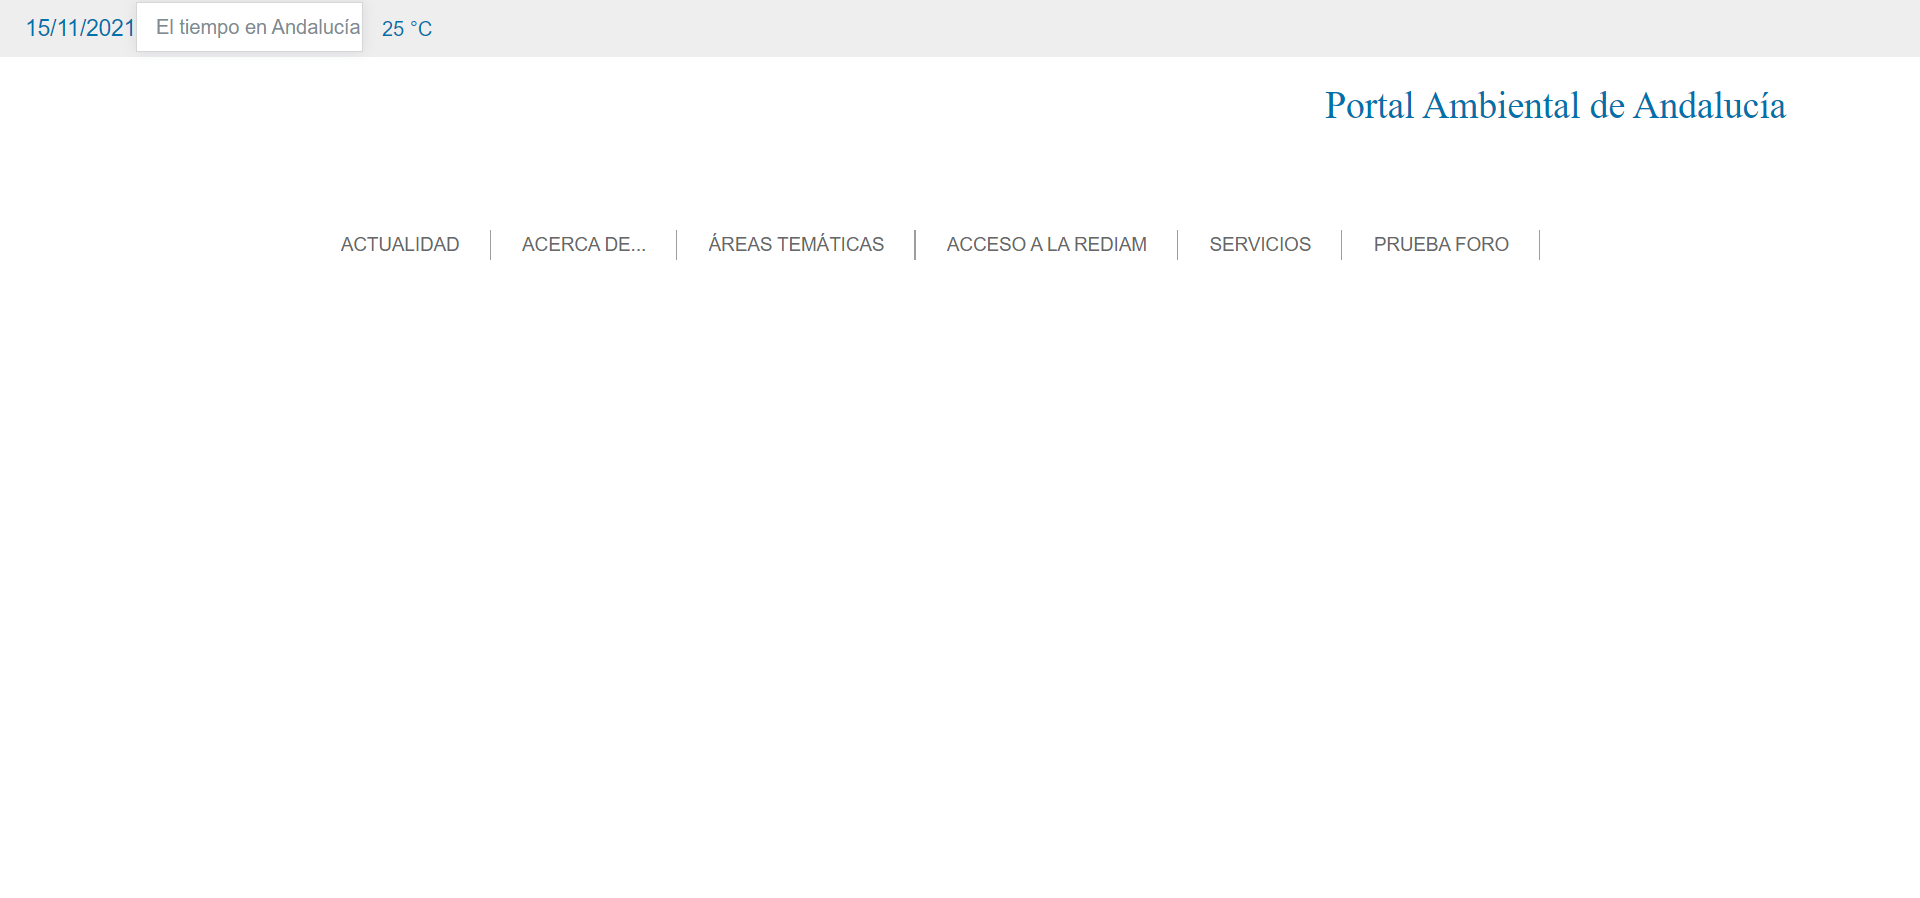 15/11/2021 El tiempo en Andalucía 25 °C
Portal Ambiental de Andalucía
ACTUALIDAD ACERCA DE... ÁREAS TEMÁTICAS ACCESO A LA REDIAM SERVICIOS PRUEBA FORO